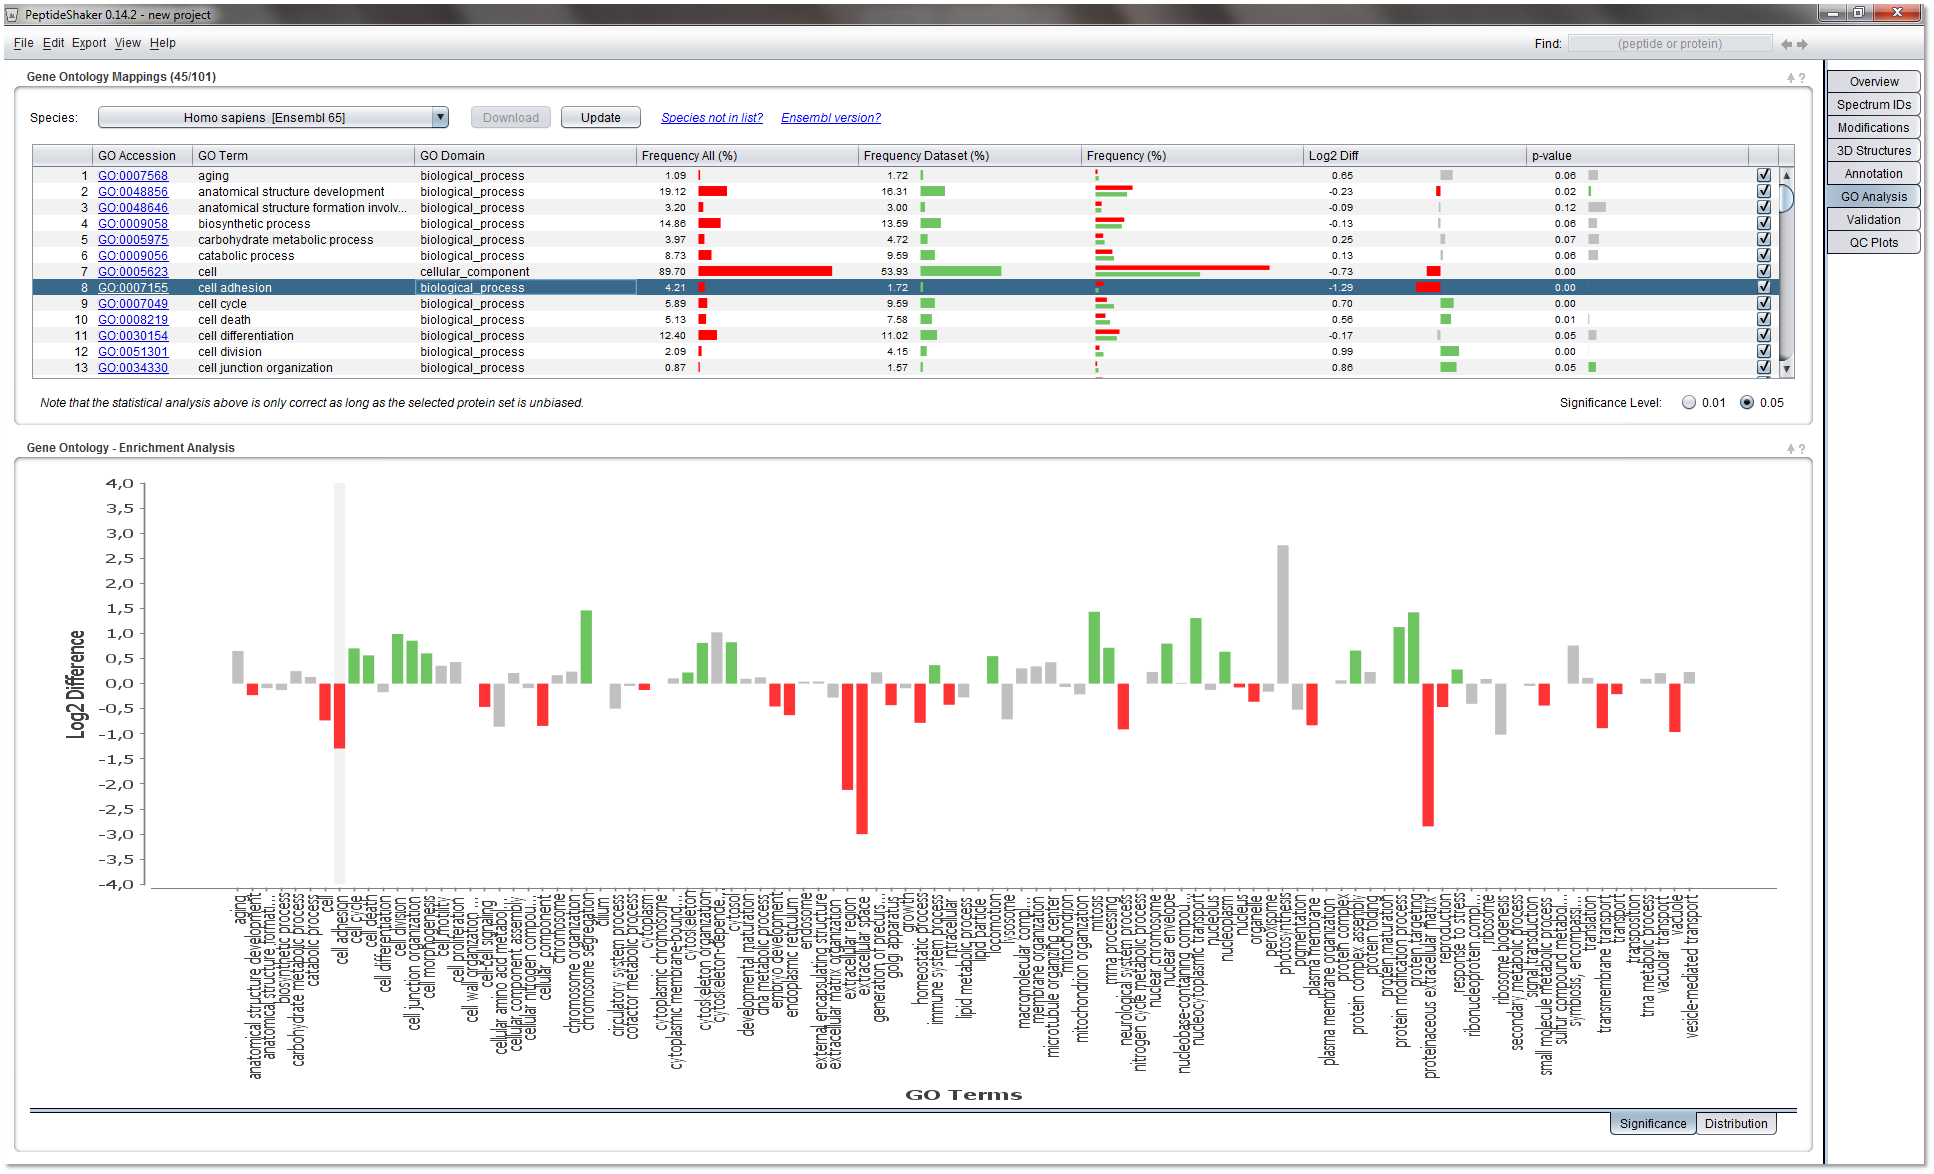 PeptideShaker 0.14.2 - new project
File Edit Export View Help
Find: (peptide or protein)
Gene Ontology Mappings (45/101)
Species: Homo sapiens [Ensembl 65] Download Update Species not in list? Ensembl version?
GO Accession GO Term GO Domain Frequency All (%) Frequency Dataset (%) Frequency (%) Log2 Diff p-value
1 GO:0007568 aging biological_process 1.09 1.72 0.65 0.06
2 GO:0048856 anatomical structure development biological_process 19.12 16.31 -0.23 0.02
3 GO:0048646 anatomical structure formation involv... biological_process 3.20 3.00 -0.09 0.12
4 GO:0009058 biosynthetic process biological_process 14.86 13.59 -0.13 0.06
5 GO:0005975 carbohydrate metabolic process biological_process 3.97 4.72 0.25 0.07
6 GO:0009056 catabolic process biological_process 8.73 9.59 0.13 0.06
7 GO:0005623 cell cellular_component 89.70 53.93 -0.73 0.00
8 GO:0007155 cell adhesion biological_process 4.21 1.72 -1.29 0.00
9 GO:0007049 cell cycle biological_process 5.89 9.59 0.70 0.00
10 GO:0008219 cell death biological_process 5.13 7.58 0.56 0.01
11 GO:0030154 cell differentiation biological_process 12.40 11.02 -0.17 0.05
12 GO:0051301 cell division biological_process 2.09 4.15 0.99 0.00
13 GO:0034330 cell junction organization biological_process 0.87 1.57 0.86 0.05
Note that the statistical analysis above is only correct as long as the selected protein set is unbiased.
Significance Level: 0.01 0.05
Overview
Spectrum IDs
Modifications
3D Structures
Annotation
GO Analysis
Validation
QC Plots
Gene Ontology - Enrichment Analysis
4,0
3,5
3,0
2,5
2,0
1,5
1,0
0,5
0,0
-0,5
-1,0
-1,5
-2,0
-2,5
-3,0
-3,5
-4,0
Log2 Difference
aging
anatomical structure development
anatomical structure formati...
biosynthetic process
carbohydrate metabolic process
catabolic process
cell
cell adhesion
cell cycle
cell death
cell differentiation
cell division
cell junction organization
cell morphogenesis
cell motility
cell proliferation
cell wall organization ...
cell-cell signaling
cellular amino acid metabol...
cellular component assembly
cellular nitrogen compou...
cellular component
chromosome
chromosome organization
chromosome segregation
cilium
circulatory system process
cofactor metabolic process
cytoplasm
cytoplasmic chromosome
cytoplasmic membrane-bound ...
cytoskeleton
cytoskeleton organization
cytoskeleton-depende...
cytosol
developmental maturation
dna metabolic process
embryo development
endoplasmic reticulum
endosome
external encapsulating structure
extracellular matrix organization
extracellular region
extracellular space
generation of precurs...
golgi apparatus
growth
homeostatic process
immune system process
intracellular
lipid metabolic process
lipid particle
locomotion
lysosome
macromolecular compl...
membrane organization
microtubule organizing center
mitochondrion
mitochondrion organization
mitosis
mrna processing
neurological system process
nitrogen cycle metabolic process
nuclear chromosome
nuclear envelope
nucleobase-containing compou...
nucleocytoplasmic transport
nucleolus
nucleoplasm
nucleus
organelle
peroxisome
photosynthesis
pigmentation
plasma membrane
plasma membrane organization
protein complex
protein complex assembly
protein folding
protein maturation
protein modification process
protein targeting
proteinaceous extracellular matrix
reproduction
response to stress
ribonucleoprotein compl...
ribosome
ribosome biogenesis
secondary metabolic process
signal transduction
small molecule metabolic process
sulfur compound metabol...
symbiosis, encompassi...
translation
transmembrane transport
transport
transposition
trna metabolic process
vacuolar transport
vacuole
vesicle-mediated transport
GO Terms
Significance Distribution